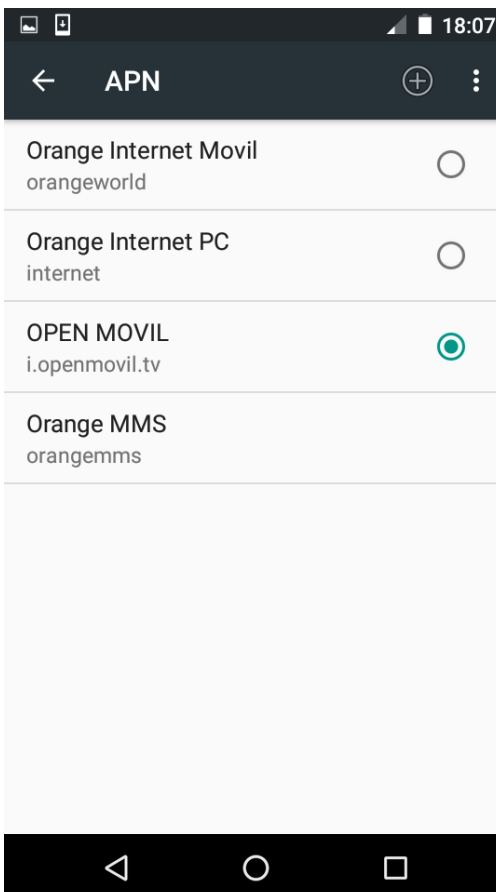 18:07
APN
Orange Internet Movil
orangeworld
Orange Internet PC
internet
OPEN MOVIL
i.openmovil.tv
Orange MMS
orangemms